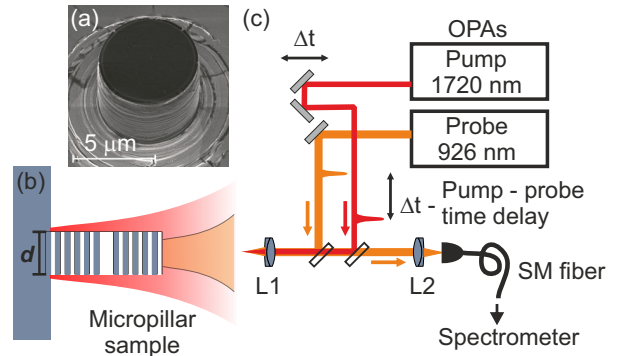 (a)
5 μm
(b)
d
Micropillar
sample
(c)
Δt
OPAs
Pump
1720 nm
Probe
926 nm
Δt - Pump - probe
time delay
L1
L2
SM fiber
Spectrometer